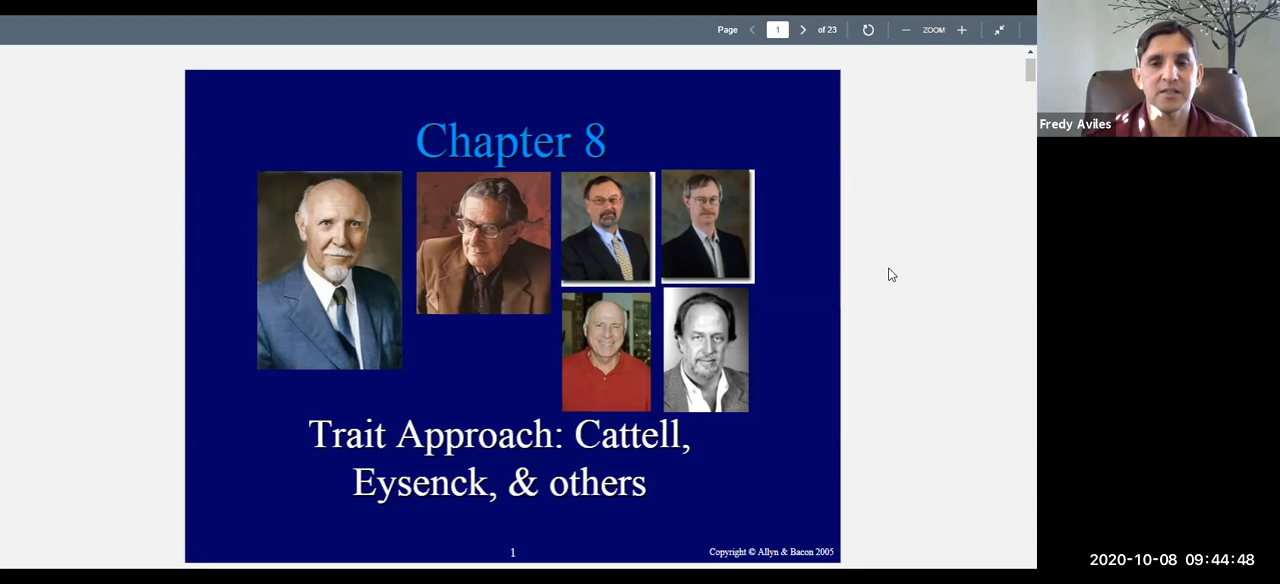 Page
1
of 23
ZOOM
Fredy Aviles
Chapter 8
Trait Approach: Cattell,
Eysenck, & others
1
Copyright © Allyn & Bacon 2005
2020-10-08 09:44:48